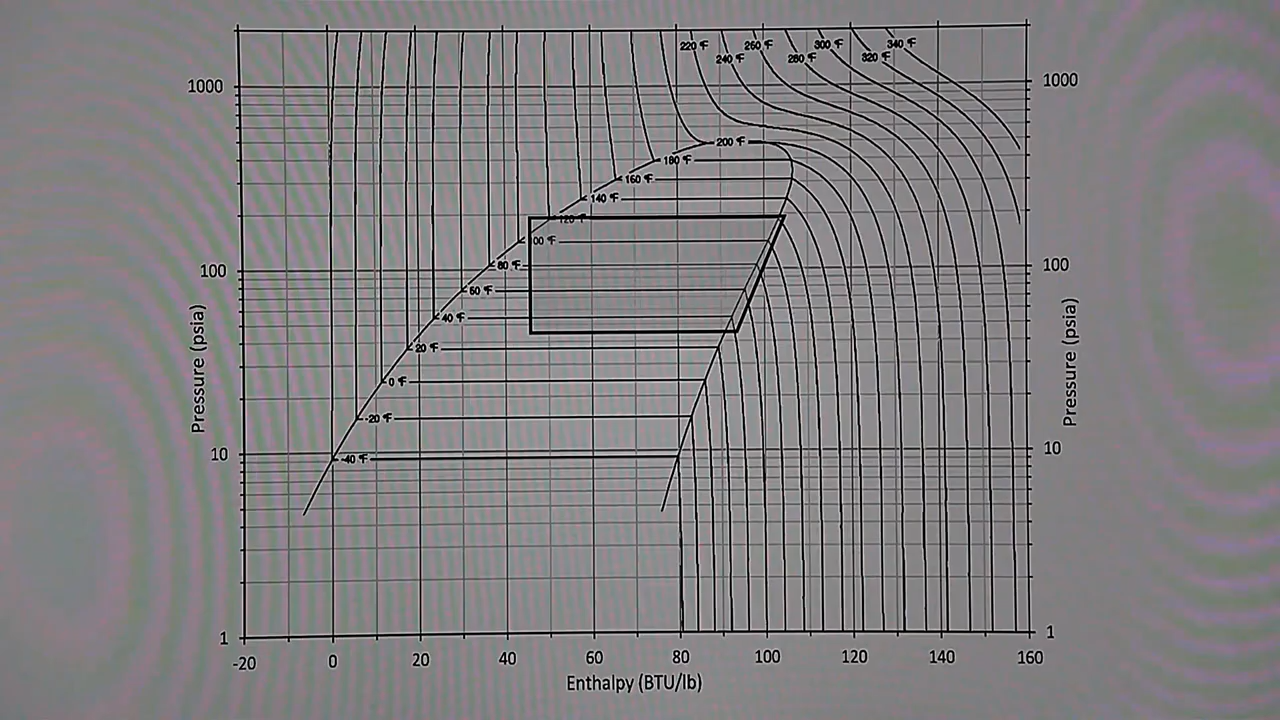 220 °F 260 °F 300 °F 340 °F
240 °F 280 °F 320 °F
1000 1000
200 °F
180 °F
160 °F
140 °F
120 °F
00 °F
100 80 °F 100
60 °F
40 °F
20 °F
0 °F
-20 °F
10 -40 °F 10
Pressure (psia)
Pressure (psia)
1 1
-20 0 20 40 60 80 100 120 140 160
Enthalpy (BTU/lb)